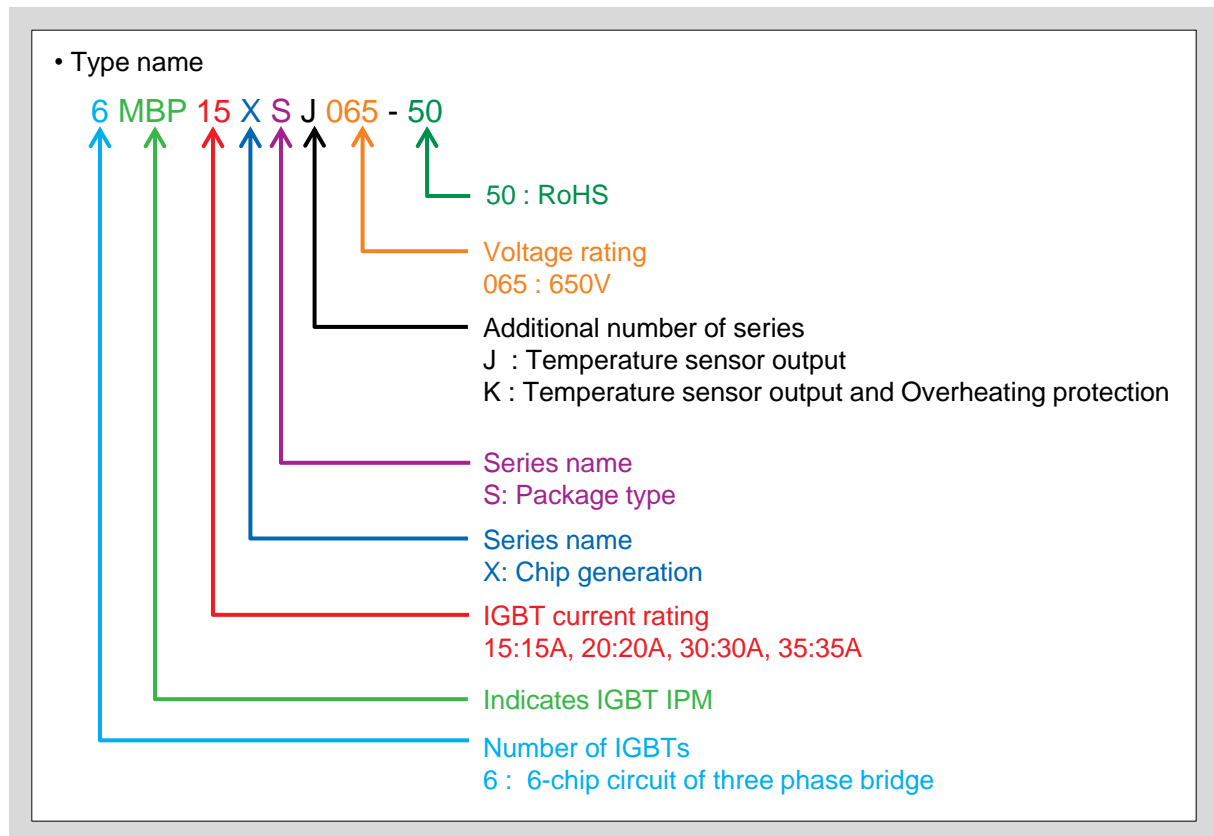 • Type name
6 MBP 15 X S J 065 - 50
50 : RoHS
Voltage rating
065 : 650V
Additional number of series
J : Temperature sensor output
K : Temperature sensor output and Overheating protection
Series name
S: Package type
Series name
X: Chip generation
IGBT current rating
15:15A, 20:20A, 30:30A, 35:35A
Indicates IGBT IPM
Number of IGBTs
6 : 6-chip circuit of three phase bridge